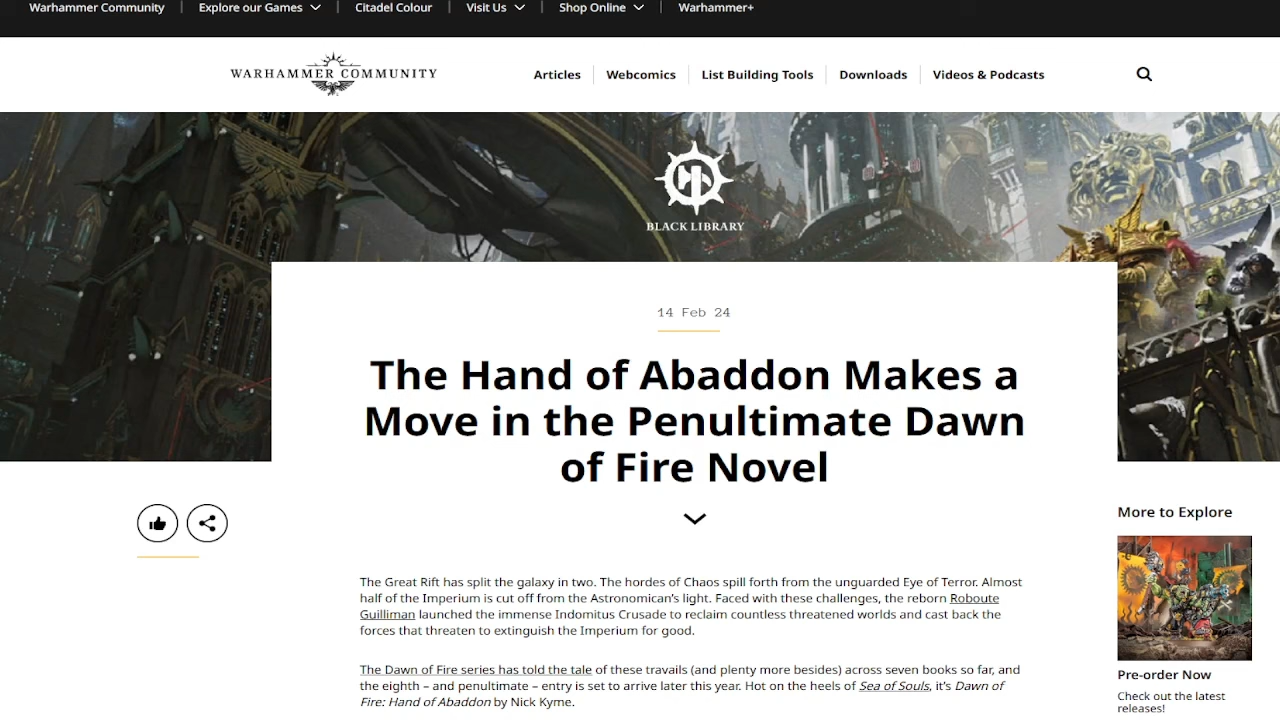 Warhammer Community
Explore our Games
Citadel Colour
Visit Us
Shop Online
Warhammer+
WARHAMMER COMMUNITY
Articles
Webcomics
List Building Tools
Downloads
Videos & Podcasts
BLACK LIBRARY
14 Feb 24
The Hand of Abaddon Makes a
Move in the Penultimate Dawn
of Fire Novel
The Great Rift has split the galaxy in two. The hordes of Chaos spill forth from the unguarded Eye of Terror. Almost
half of the Imperium is cut off from the Astronomican's light. Faced with these challenges, the reborn Roboute
Guilliman launched the immense Indomitus Crusade to reclaim countless threatened worlds and cast back the
forces that threaten to extinguish the Imperium for good.
The Dawn of Fire series has told the tale of these travails (and plenty more besides) across seven books so far, and
the eighth – and penultimate – entry is set to arrive later this year. Hot on the heels of Sea of Souls, it's Dawn of
Fire: Hand of Abaddon by Nick Kyme.
More to Explore
Pre-order Now
Check out the latest
releases!